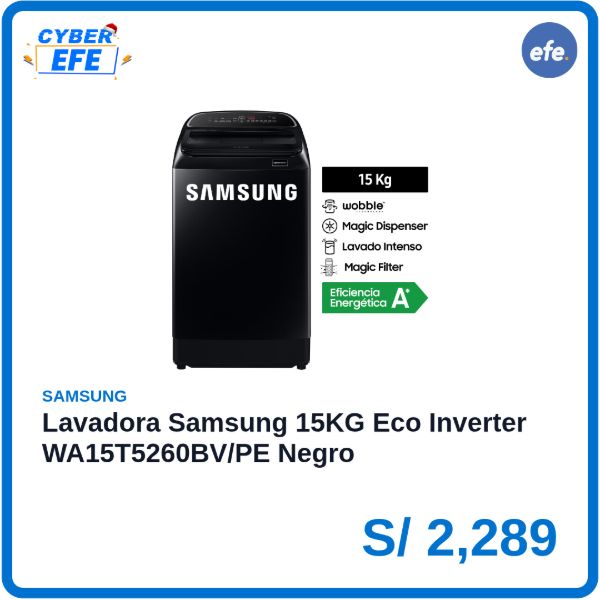 CYBER
EFE
efe.
SAMSUNG
15 Kg
wobble
Magic Dispenser
Lavado Intenso
Magic Filter
Eficiencia
Energética A+
SAMSUNG
Lavadora Samsung 15KG Eco Inverter
WA15T5260BV/PE Negro
S/ 2,289